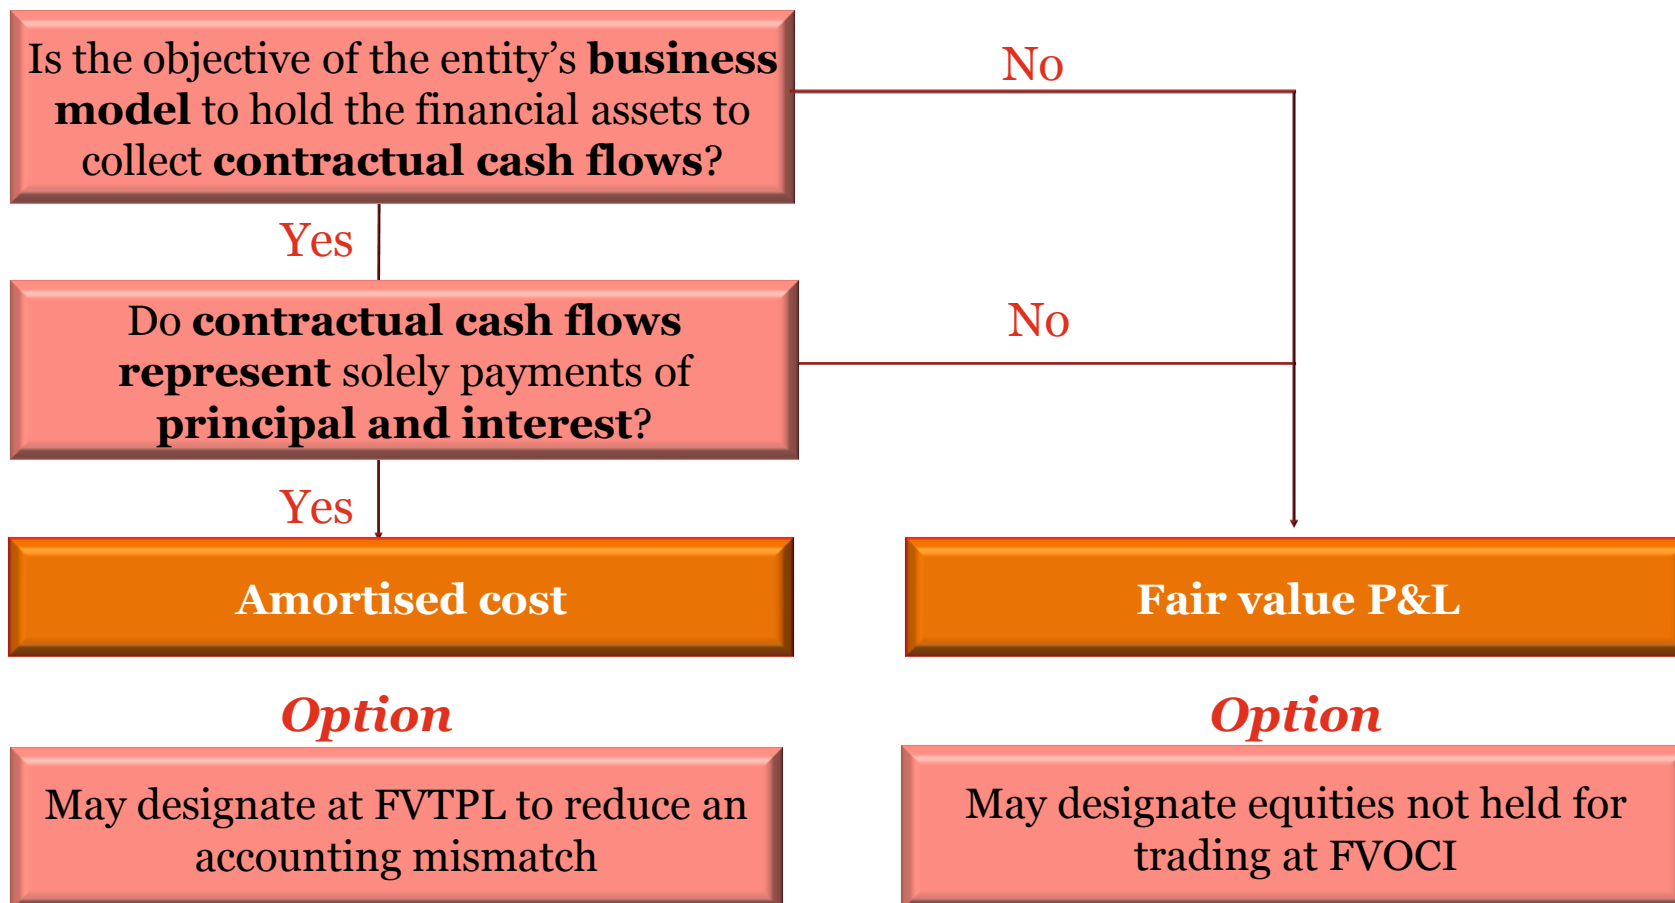 Is the objective of the entity’s business
model to hold the financial assets to
collect contractual cash flows?
No
Yes
Do contractual cash flows
represent solely payments of
principal and interest?
No
Yes
Amortised cost
Fair value P&L
Option
Option
May designate at FVTPL to reduce an
accounting mismatch
May designate equities not held for
trading at FVOCI